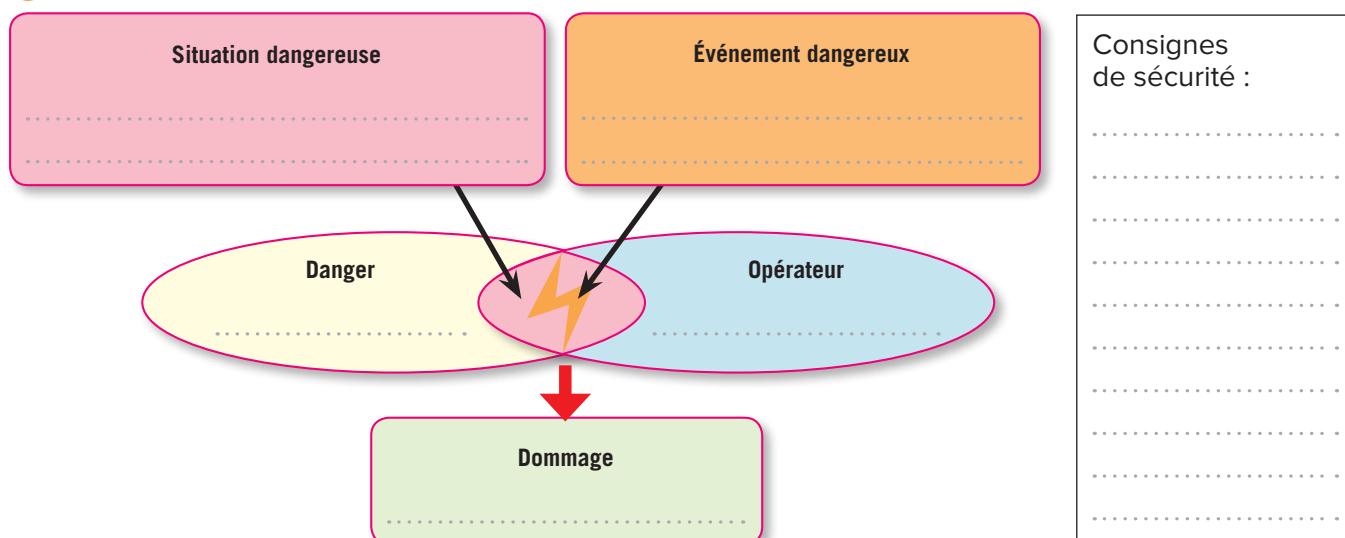 Situation dangereuse
Événement dangereux
Danger
Opérateur
Dommage
Consignes
de sécurité :